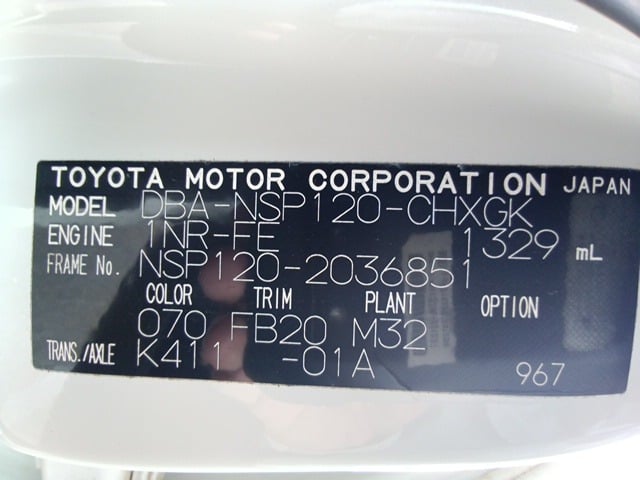 TOYOTA MOTOR CORPORATION JAPAN
MODEL DBA-NSP120-CHXGK
ENGINE 1NR-FE 1329 mL
FRAME No. NSP120-2036851
COLOR TRIM PLANT OPTION
070 FB20 M32
TRANS./AXLE K411 -01A
967